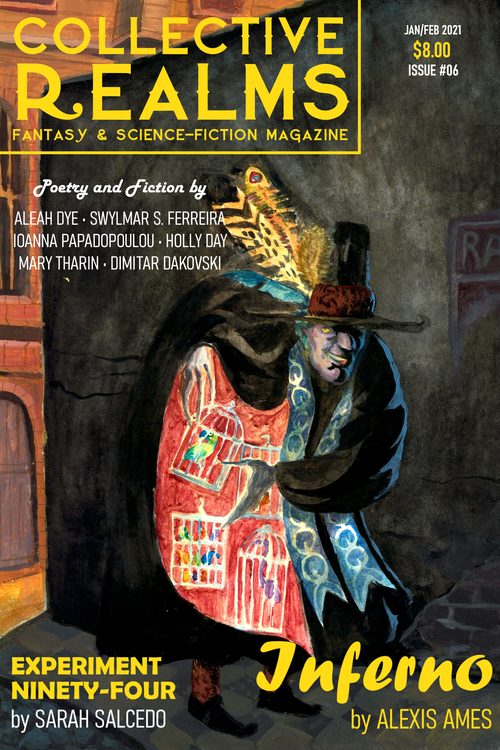 COLLECTIVE
REALMS
FANTASY & SCIENCE-FICTION MAGAZINE
JAN/FEB 2021
$8.00
ISSUE #06
Poetry and Fiction by
ALEAH DYE · SWYLMAR S. FERREIRA
IOANNA PAPADOPOULOU · HOLLY DAY
MARY THARIN · DIMITAR DAKOVSKI
RA
EXPERIMENT
NINETY-FOUR
by SARAH SALCEDO
Inferno
by ALEXIS AMES